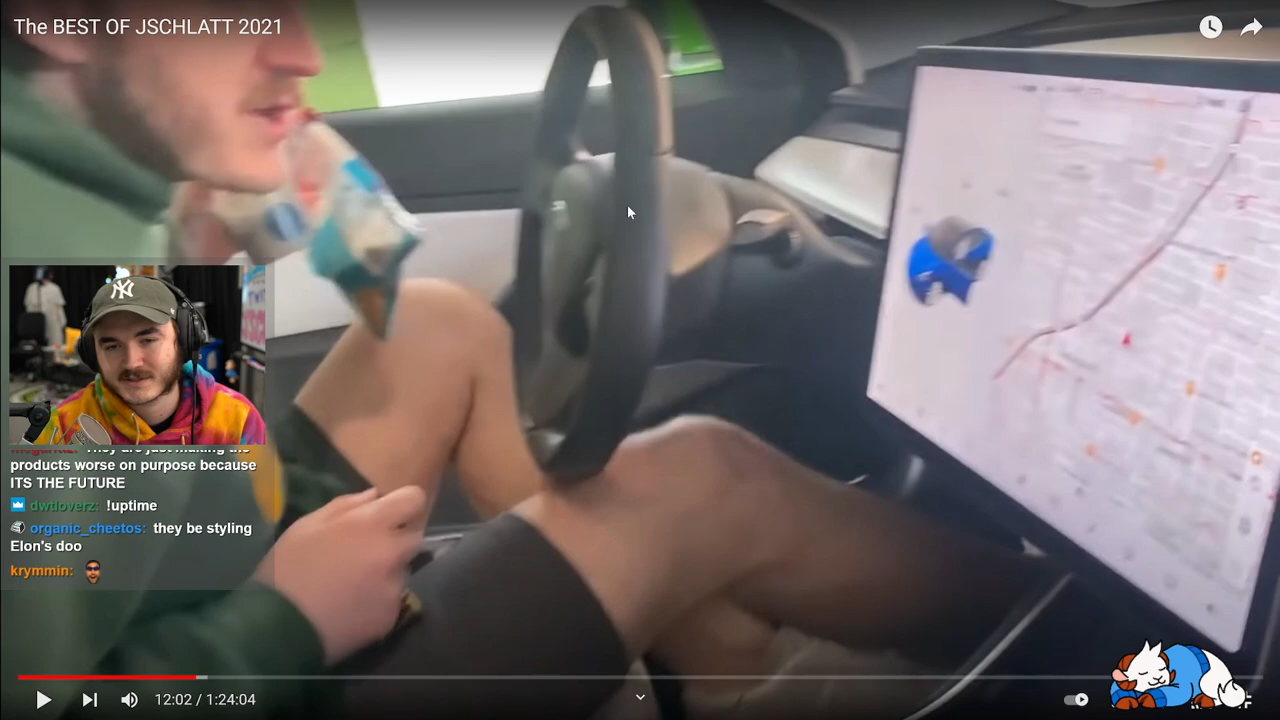 The BEST OF JSCHLATT 2021
NY
products worse on purpose because
ITS THE FUTURE
dwtloverz: !uptime
organic_cheetos: they be styling
Elon's doo
krymmin:
12:02 / 1:24:04